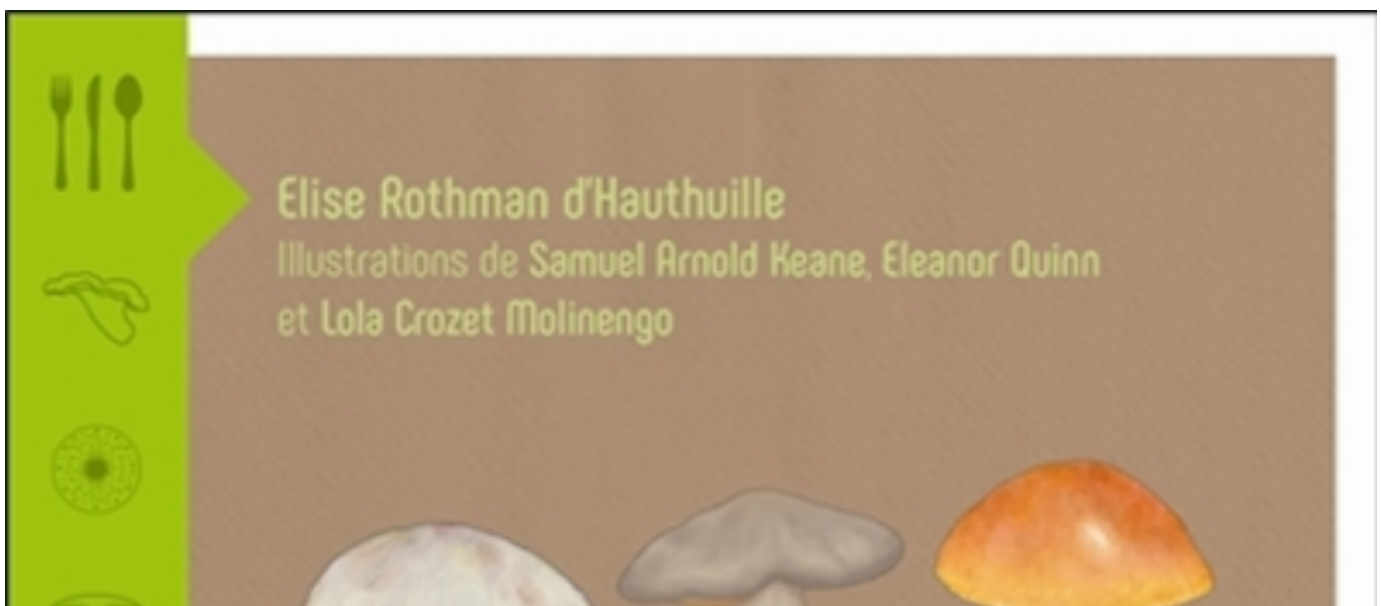 Elise Rothman d'Hauthuille
Illustrations de Samuel Arnold Keane, Eleanor Quinn
et Lola Crozet Molinengo